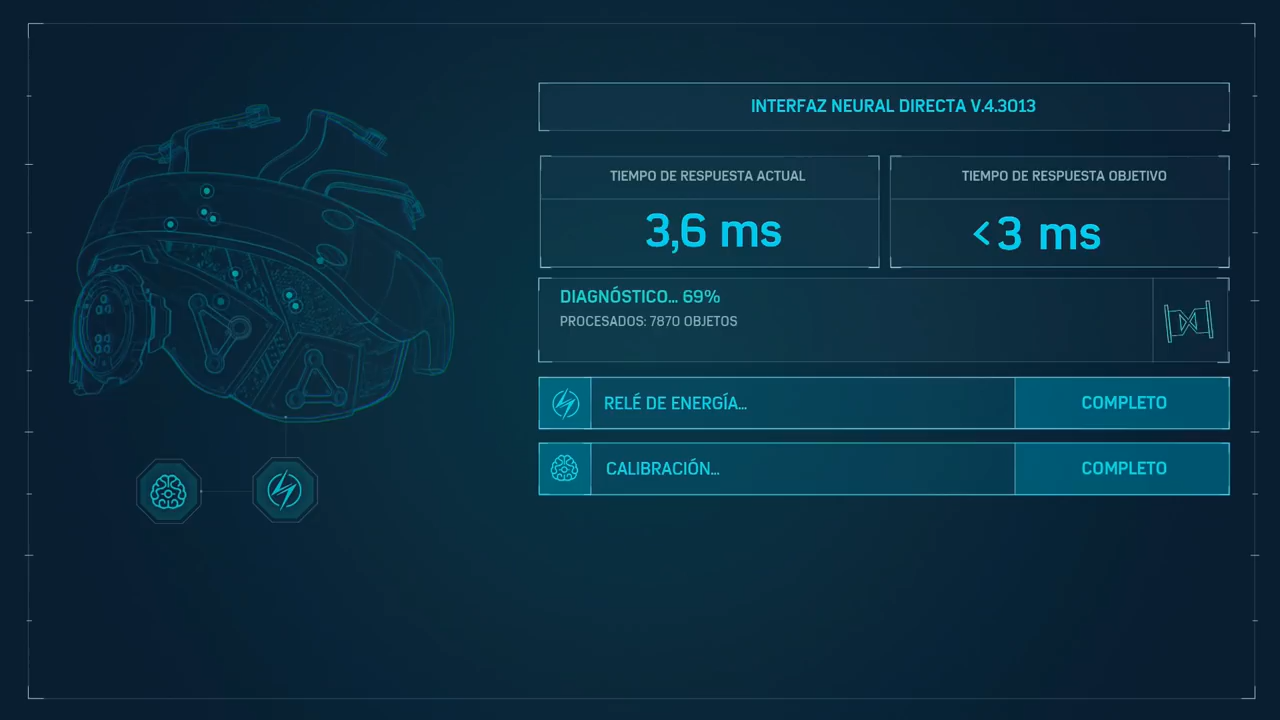 INTERFAZ NEURAL DIRECTA V.4.3013
TIEMPO DE RESPUESTA ACTUAL
3,6 ms
TIEMPO DE RESPUESTA OBJETIVO
<3 ms
DIAGNÓSTICO... 69%
PROCESADOS: 7870 OBJETOS
RELÉ DE ENERGÍA...
COMPLETO
CALIBRACIÓN...
COMPLETO